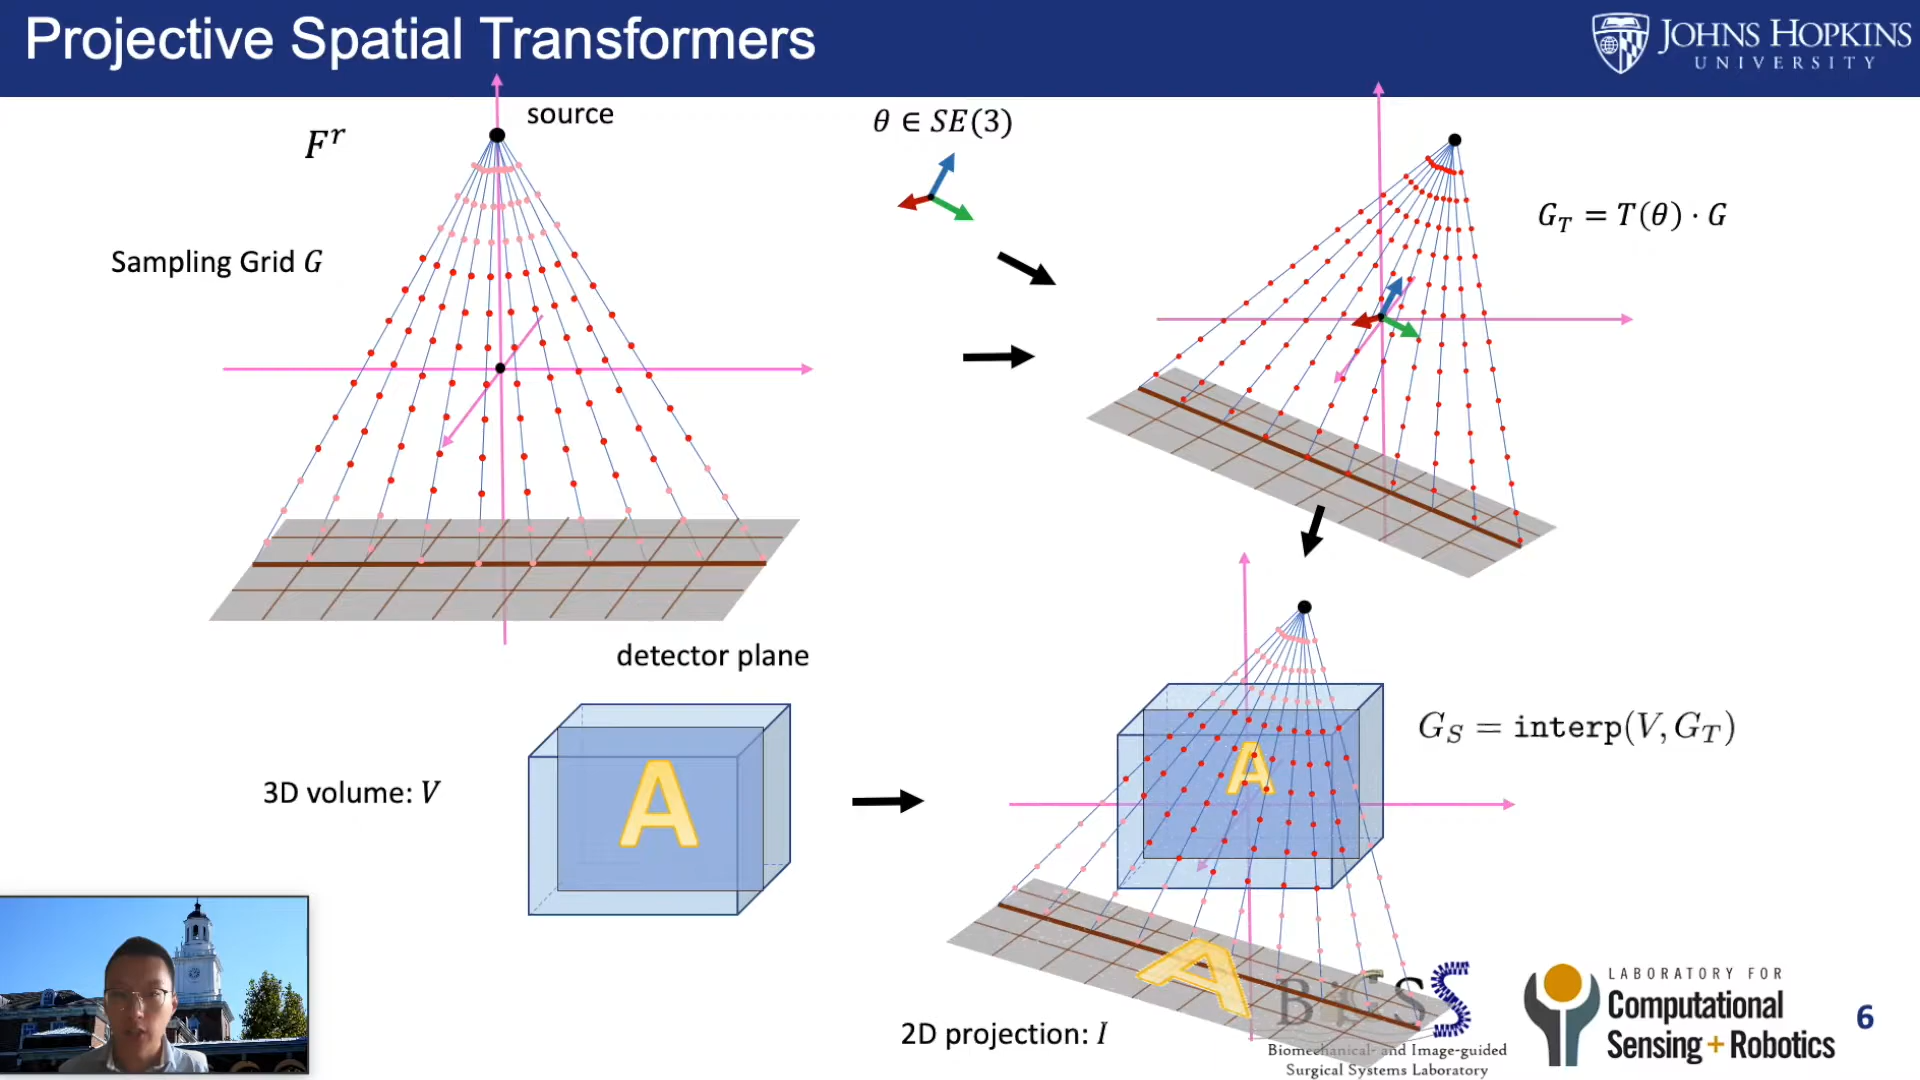 Projective Spatial Transformers
JOHNS HOPKINS
UNIVERSITY
source
F^r
θ ∈ SE(3)
G_T = T(θ) · G
Sampling Grid G
detector plane
3D volume: V
A
A
G_S = interp(V, G_T)
A
2D projection: I
BIGSS
Biomechanical- and Image-guided
Surgical Systems Laboratory
LABORATORY FOR
Computational
Sensing + Robotics
6